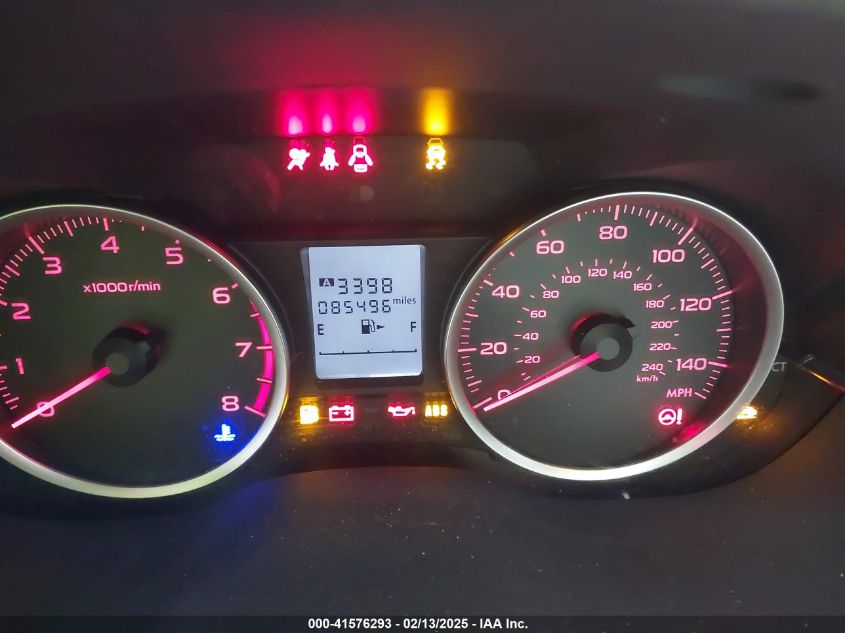 0 1 2 3 4 5 6 7 8
x1000r/min
A 3398
085496 miles
E F
ABS
0 20 40 60 80 100 120 140
20 40 60 80 100 120 140 160 180 200 220 240
km/h
MPH
CT
000-41576293 - 02/13/2025 - IAA Inc.